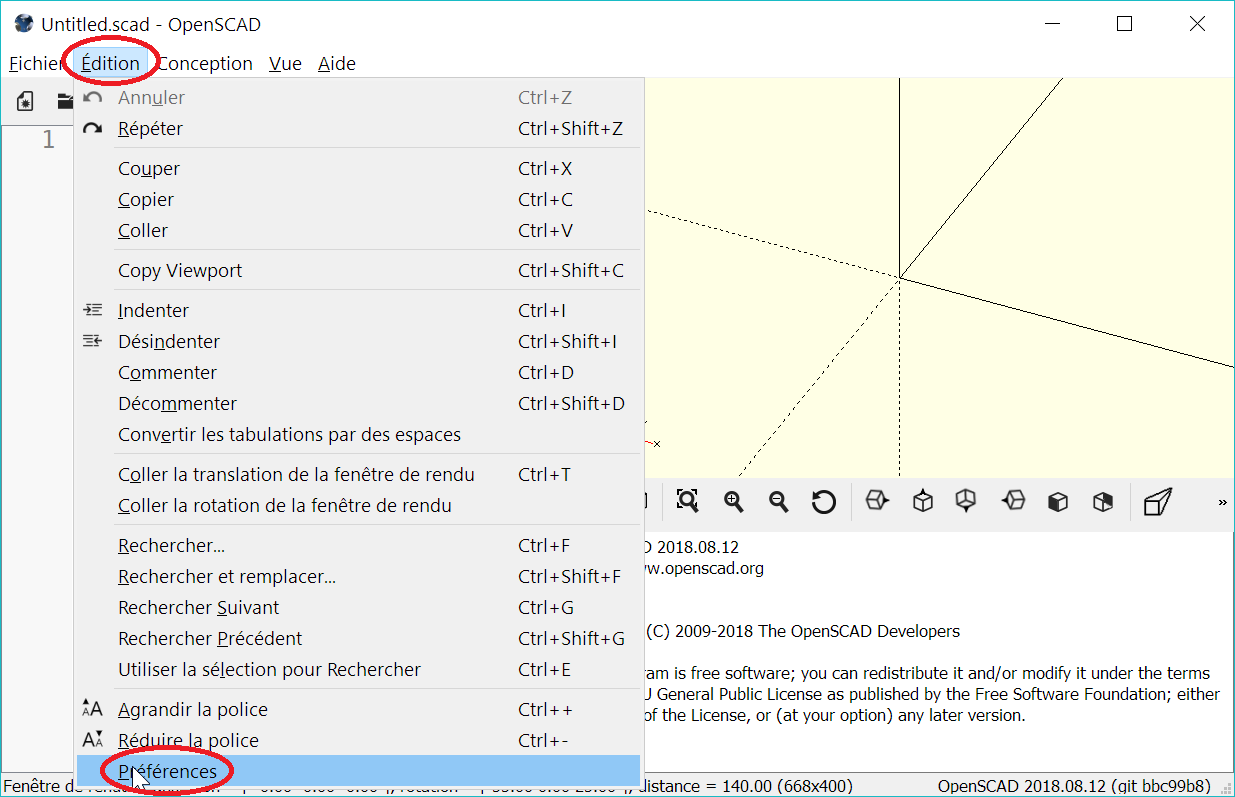 Untitled.scad - OpenSCAD
Fichier Édition Conception Vue Aide
1
Annuler Ctrl+Z
Répéter Ctrl+Shift+Z
Couper Ctrl+X
Copier Ctrl+C
Coller Ctrl+V
Copy Viewport Ctrl+Shift+C
Indenter Ctrl+I
Désindenter Ctrl+Shift+I
Commenter Ctrl+D
Décommenter Ctrl+Shift+D
Convertir les tabulations par des espaces
Coller la translation de la fenêtre de rendu Ctrl+T
Coller la rotation de la fenêtre de rendu
Rechercher... Ctrl+F
Rechercher et remplacer... Ctrl+Shift+F
Rechercher Suivant Ctrl+G
Rechercher Précédent Ctrl+Shift+G
Utiliser la sélection pour Rechercher Ctrl+E
Agrandir la police Ctrl++
Réduire la police Ctrl+-
Préférences
x
D 2018.08.12
w.openscad.org
(C) 2009-2018 The OpenSCAD Developers
am is free software; you can redistribute it and/or modify it under the terms
U General Public License as published by the Free Software Foundation; either
of the License, or (at your option) any later version.
Fenêtre de distance = 140.00 (668x400) OpenSCAD 2018.08.12 (git bbc99b8)